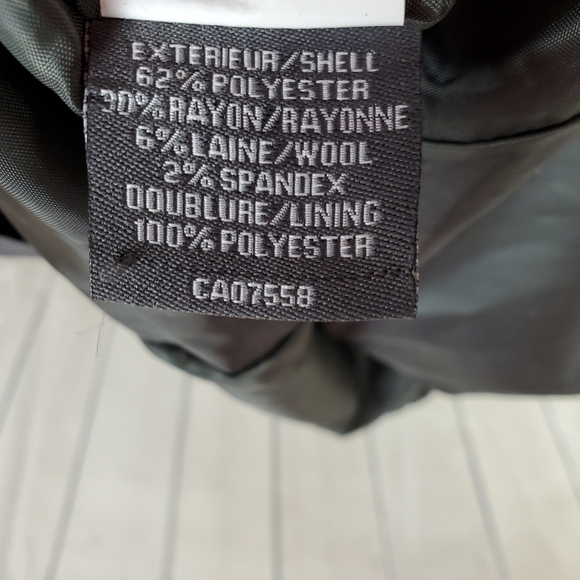 EXTERIEUR/SHELL
62% POLYESTER
30% RAYON/RAYONNE
6% LAINE/WOOL
2% SPANDEX
DOUBLURE/LINING
100% POLYESTER
CA07558